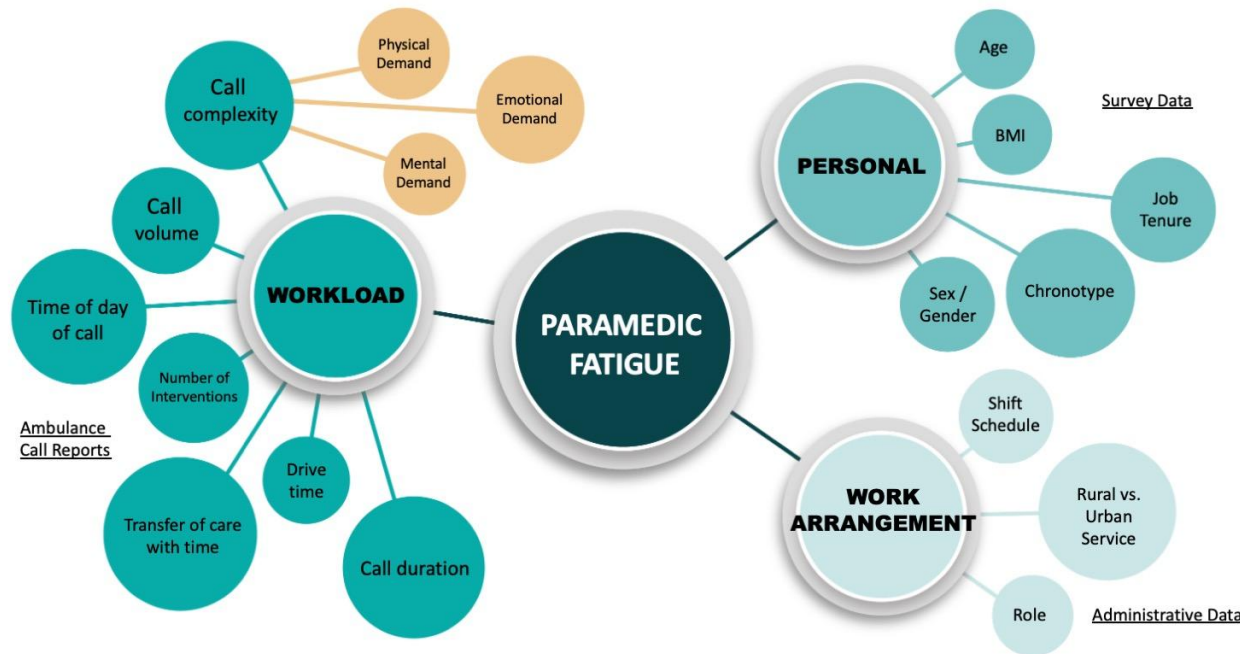 Physical
Demand
Call
complexity
Emotional
Demand
Mental
Demand
Call
volume
WORKLOAD
Time of day
of call
Number of
Interventions
Ambulance
Call Reports
Drive
time
Transfer of care
with time
Call duration
PARAMEDIC
FATIGUE
Age
Survey Data
BMI
PERSONAL
Job
Tenure
Chronotype
Sex /
Gender
Shift
Schedule
WORK
ARRANGEMENT
Rural vs.
Urban
Service
Role
Administrative Data